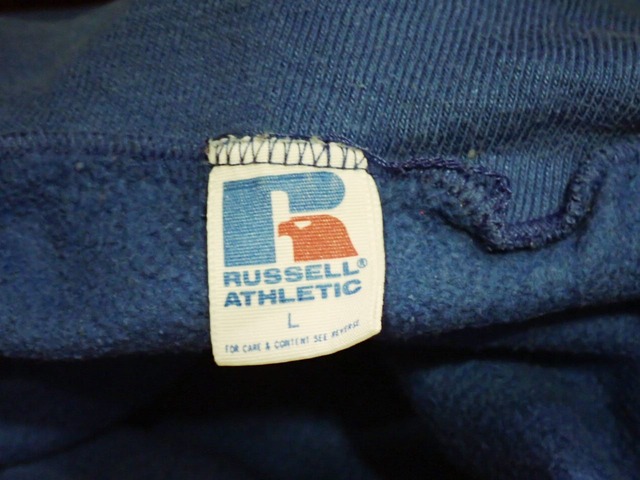 R
RUSSELL®
ATHLETIC
L
FOR CARE & CONTENT SEE REVERSE